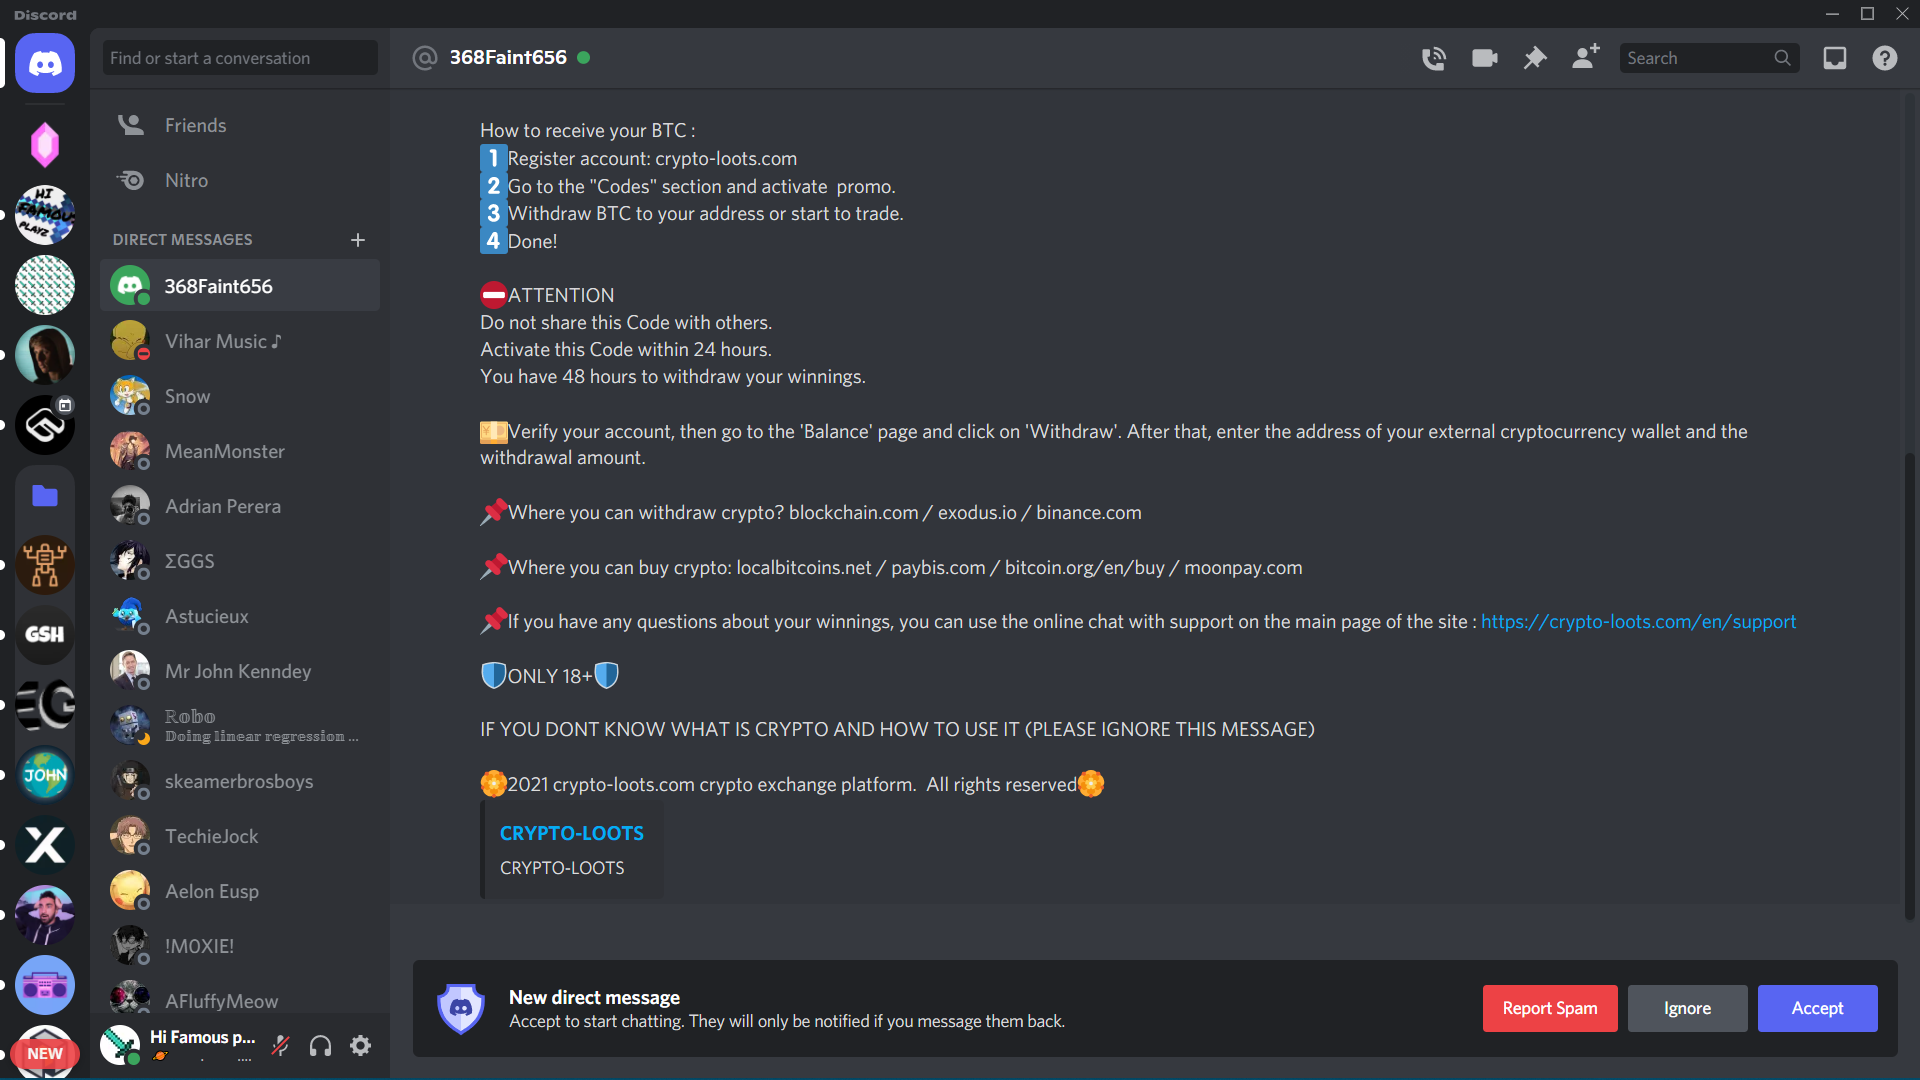 Discord
Find or start a conversation
Friends
Nitro
DIRECT MESSAGES
368Faint656
Vihar Music ♪
Snow
MeanMonster
Adrian Perera
ΣGGS
Astucieux
Mr John Kenndey
ℝ𝕠𝕓𝕠
𝔻𝕠𝕚𝕟𝕘 𝕝𝕚𝕟𝕖𝕒𝕣 𝕣𝕖𝕘𝕣𝕖𝕤𝕤𝕚𝕠𝕟 ...
skeamerbrosboys
TechieJock
Aelon Eusp
!M0XIE!
AFluffyMeow
Hi Famous p...
HI
FAMOUS
PLAYZ
GSH
JOHN
NEW
368Faint656
Search
How to receive your BTC :
1 Register account: crypto-loots.com
2 Go to the "Codes" section and activate  promo.
3 Withdraw BTC to your address or start to trade.
4 Done!
⛔ATTENTION
Do not share this Code with others.
Activate this Code within 24 hours.
You have 48 hours to withdraw your winnings.
💴Verify your account, then go to the 'Balance' page and click on 'Withdraw'. After that, enter the address of your external cryptocurrency wallet and the
withdrawal amount.
📌Where you can withdraw crypto? blockchain.com / exodus.io / binance.com
📌Where you can buy crypto: localbitcoins.net / paybis.com / bitcoin.org/en/buy / moonpay.com
📌If you have any questions about your winnings, you can use the online chat with support on the main page of the site : https://crypto-loots.com/en/support
🛡ONLY 18+🛡
IF YOU DONT KNOW WHAT IS CRYPTO AND HOW TO USE IT (PLEASE IGNORE THIS MESSAGE)
🏵2021 crypto-loots.com crypto exchange platform.  All rights reserved🏵
CRYPTO-LOOTS
CRYPTO-LOOTS
New direct message
Accept to start chatting. They will only be notified if you message them back.
Report Spam
Ignore
Accept